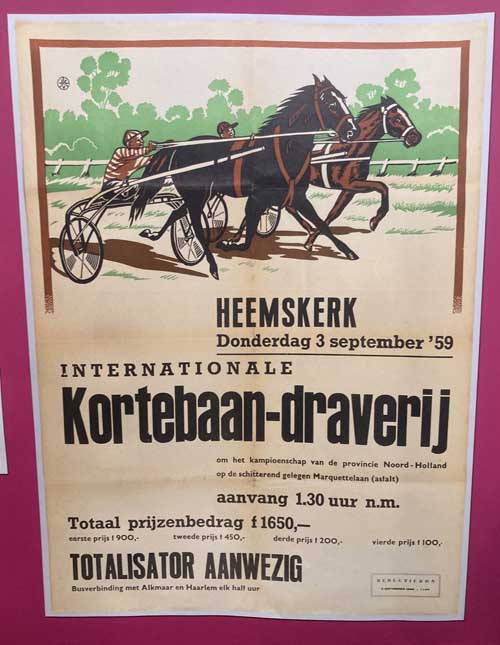 HEEMSKERK
Donderdag 3 september '59
INTERNATIONALE
Kortebaan-draverij
om het kampioenschap van de provincie Noord-Holland
op de schitterend gelegen Marquettelaan (asfalt)
aanvang 1.30 uur n.m.
Totaal prijzenbedrag f 1650,—
eerste prijs f 900,- tweede prijs f 450,- derde prijs f 200,- vierde prijs f 100,-
TOTALISATOR AANWEZIG
Busverbinding met Alkmaar en Haarlem elk half uur
REDUCTIEBON